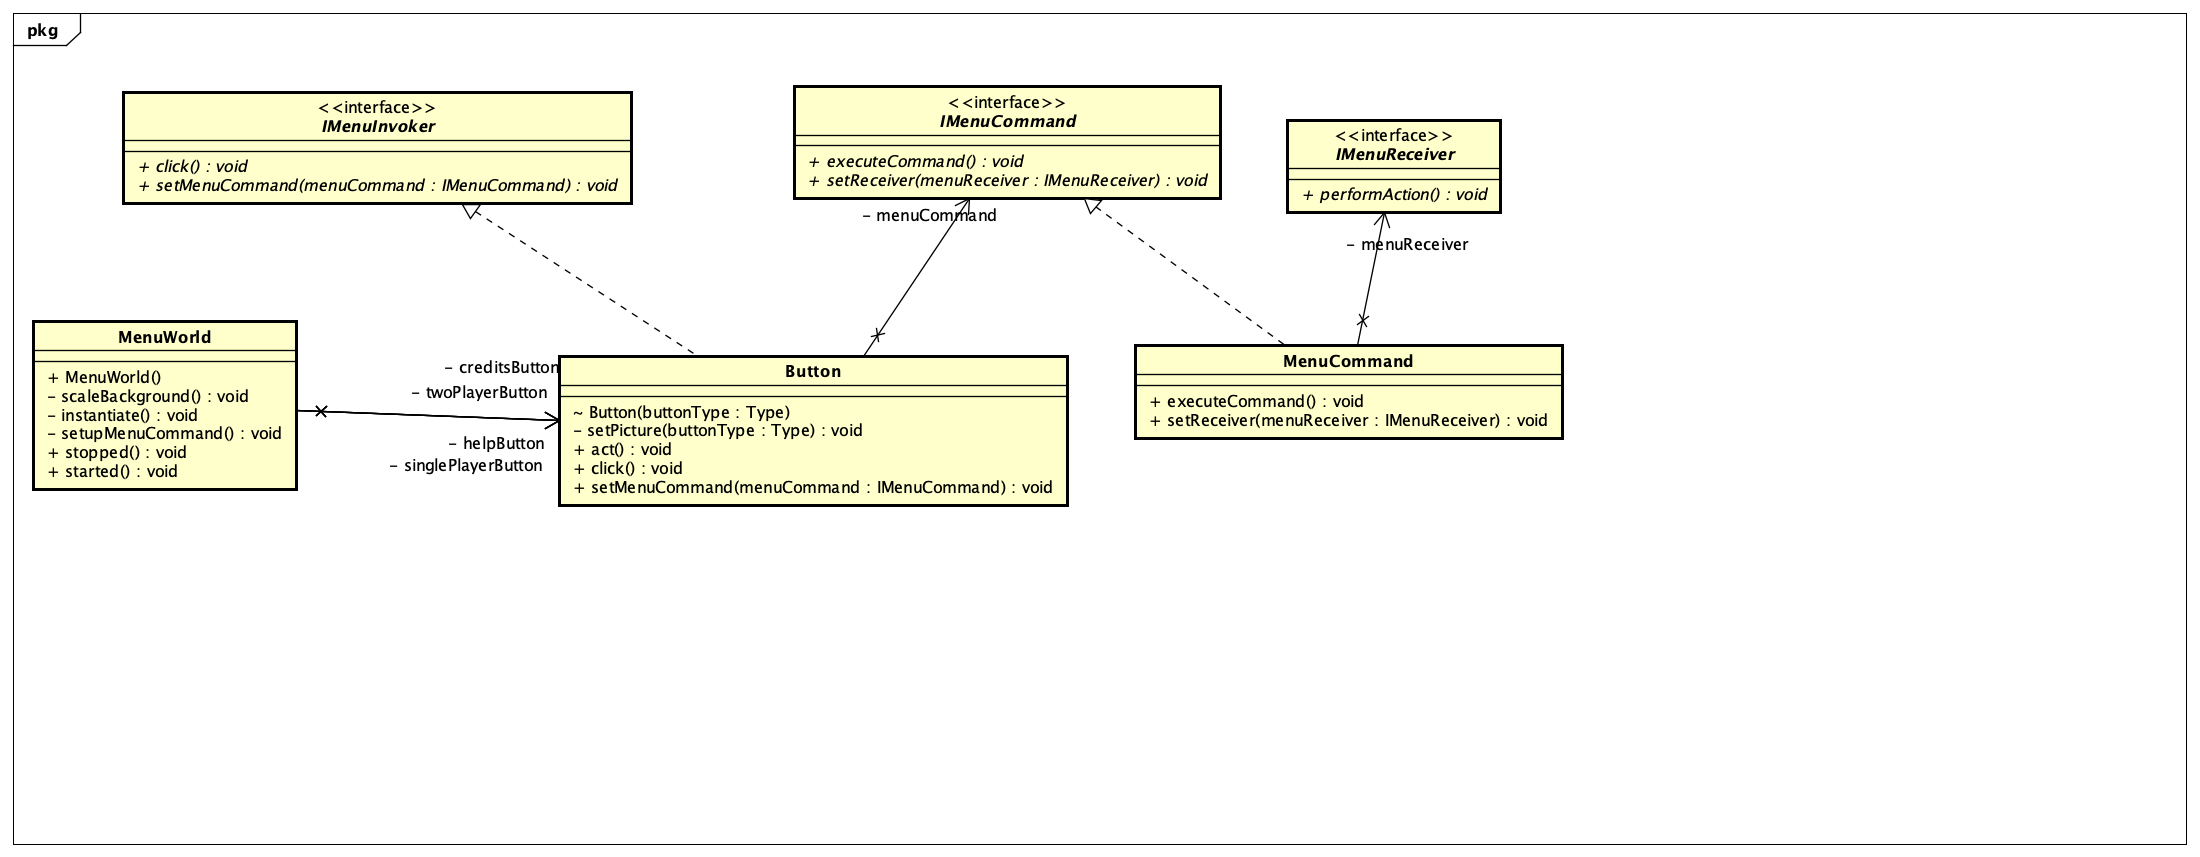 pkg
<<interface>>
IMenuInvoker
+ click() : void
+ setMenuCommand(menuCommand : IMenuCommand) : void
<<interface>>
IMenuCommand
+ executeCommand() : void
+ setReceiver(menuReceiver : IMenuReceiver) : void
<<interface>>
IMenuReceiver
+ performAction() : void
- menuCommand
- menuReceiver
MenuWorld
+ MenuWorld()
- scaleBackground() : void
- instantiate() : void
- setupMenuCommand() : void
+ stopped() : void
+ started() : void
- creditsButton
- twoPlayerButton
- helpButton
- singlePlayerButton
Button
~ Button(buttonType : Type)
- setPicture(buttonType : Type) : void
+ act() : void
+ click() : void
+ setMenuCommand(menuCommand : IMenuCommand) : void
MenuCommand
+ executeCommand() : void
+ setReceiver(menuReceiver : IMenuReceiver) : void